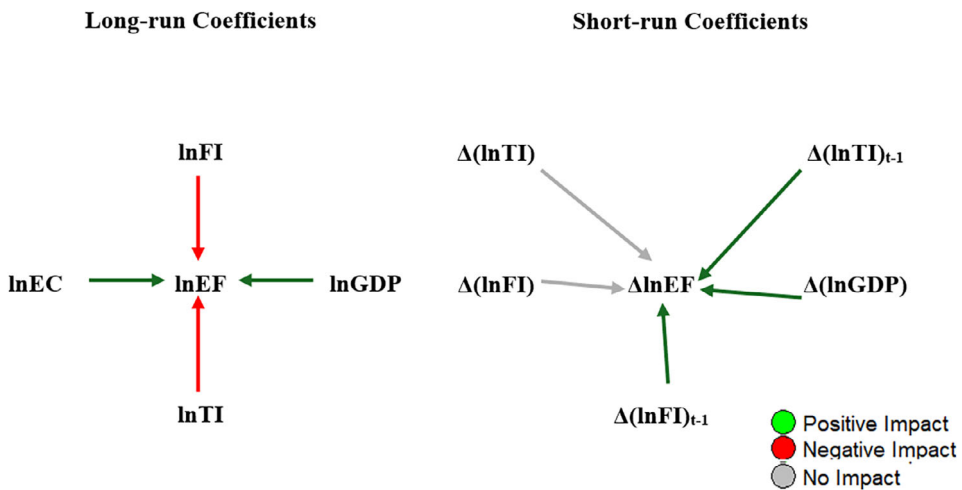 Long-run Coefficients
Short-run Coefficients
lnFI
lnEC
lnEF
lnGDP
lnTI
Δ(lnTI)
Δ(lnTI)t-1
Δ(lnFI)
ΔlnEF
Δ(lnGDP)
Δ(lnFI)t-1
Positive Impact
Negative Impact
No Impact